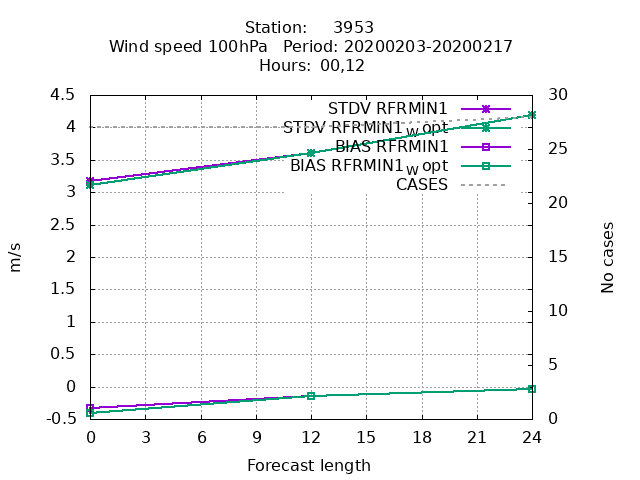 Station: 3953
Wind speed 100hPa Period: 20200203-20200217
Hours: 00,12
4.5
4
3.5
3
2.5
2
1.5
1
0.5
0
-0.5
m/s
STDV RFRMIN1
STDV RFRMIN1_w opt
BIAS RFRMIN1
BIAS RFRMIN1_w opt
CASES
30
25
20
15
10
5
0
No cases
0 3 6 9 12 15 18 21 24
Forecast length